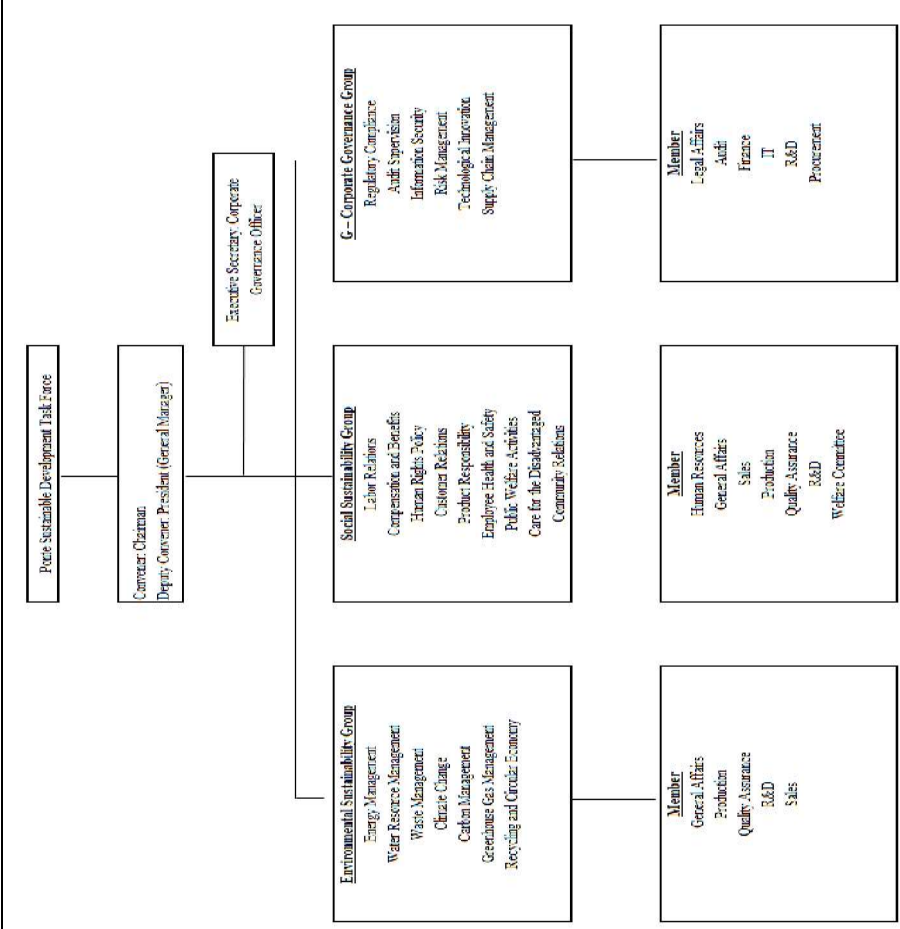 Ponte Sustainable Development Task Force
Convener: Chairman
Deputy Convener: President (General Manager)
Executive Secretary: Corporate
Governance Officer
Environmental Sustainability Group
Energy Management
Water Resource Management
Waste Management
Climate Change
Carbon Management
Greenhouse Gas Management
Recycling and Circular Economy
Social Sustainability Group
Labor Relations
Compensation and Benefits
Human Rights Policy
Customer Relations
Product Responsibility
Employee Health and Safety
Public Welfare Activities
Care for the Disadvantaged
Community Relations
G – Corporate Governance Group
Regulatory Compliance
Audit Supervision
Information Security
Risk Management
Technological Innovation
Supply Chain Management
Member
General Affairs
Production
Quality Assurance
R&D
Sales
Member
Human Resources
General Affairs
Sales
Production
Quality Assurance
R&D
Welfare Committee
Member
Legal Affairs
Audit
Finance
IT
R&D
Procurement